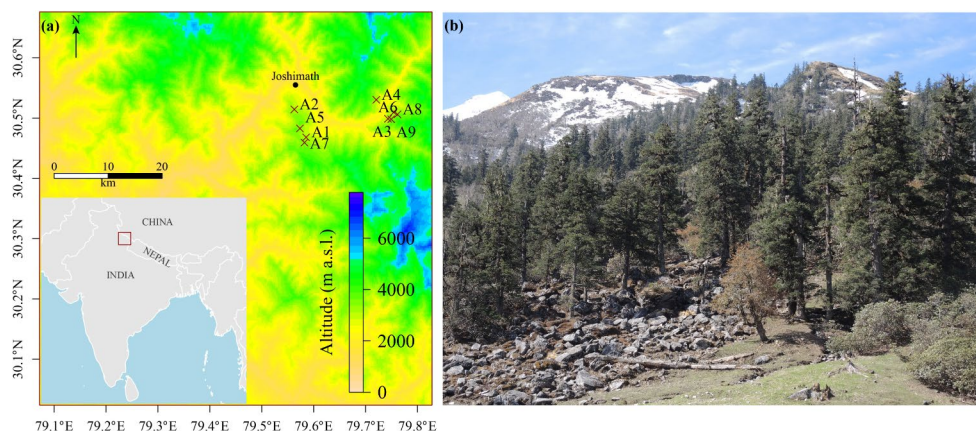 (a)
N
Joshimath
A2
A5
A1
A7
A4
A6
A8
A3
A9
0 10 20
km
CHINA
NEPAL
INDIA
Altitude (m a.s.l.)
6000
4000
2000
0
30.6°N
30.5°N
30.4°N
30.3°N
30.2°N
30.1°N
79.1°E 79.2°E 79.3°E 79.4°E 79.5°E 79.6°E 79.7°E 79.8°E
(b)